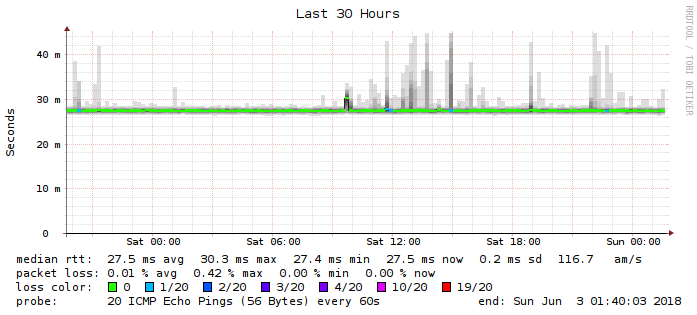 Last 30 Hours
RRDTOOL / TOBI OETIKER
Seconds
40 m
30 m
20 m
10 m
0
Sat 00:00 Sat 06:00 Sat 12:00 Sat 18:00 Sun 00:00
median rtt: 27.5 ms avg 30.3 ms max 27.4 ms min 27.5 ms now 0.2 ms sd 116.7 am/s
packet loss: 0.01 % avg 0.42 % max 0.00 % min 0.00 % now
loss color: 0 1/20 2/20 3/20 4/20 10/20 19/20
probe: 20 ICMP Echo Pings (56 Bytes) every 60s end: Sun Jun 3 01:40:03 2018